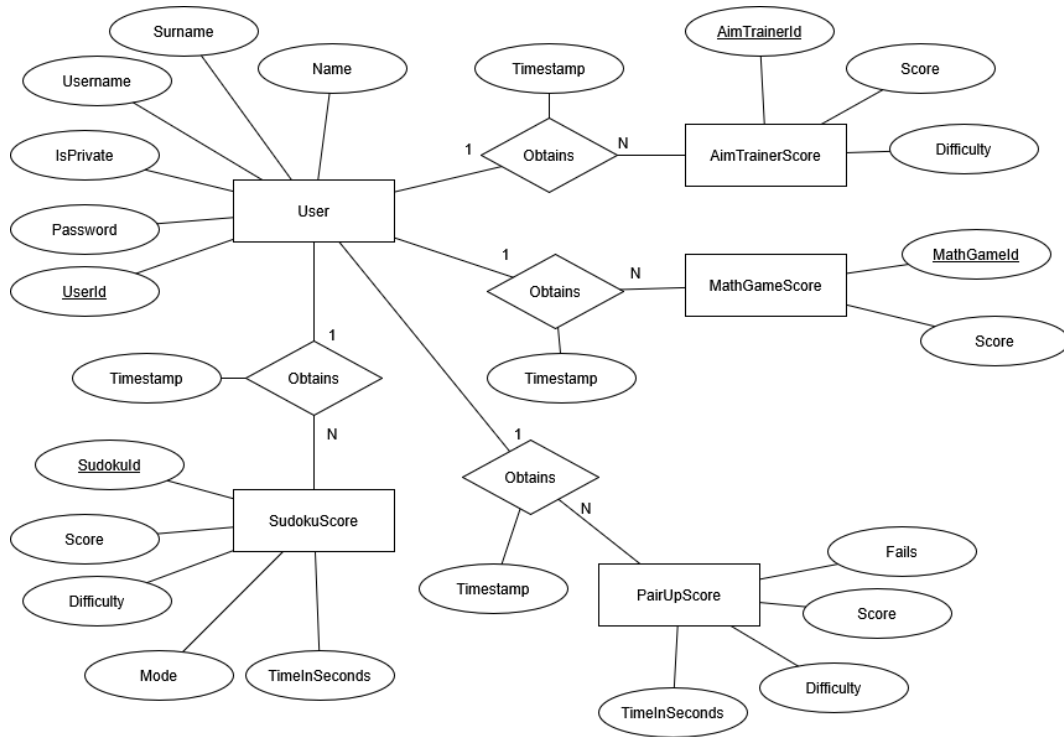 Surname
AimTrainerId
Name
Timestamp
Score
Username
IsPrivate
1
Obtains
N
AimTrainerScore
Difficulty
User
Password
UserId
1
Obtains
N
MathGameScore
MathGameId
Score
Timestamp
1
Timestamp
Obtains
N
1
Obtains
N
Timestamp
SudokuId
SudokuScore
Score
Difficulty
Mode
TimeInSeconds
PairUpScore
Fails
Score
Difficulty
TimeInSeconds